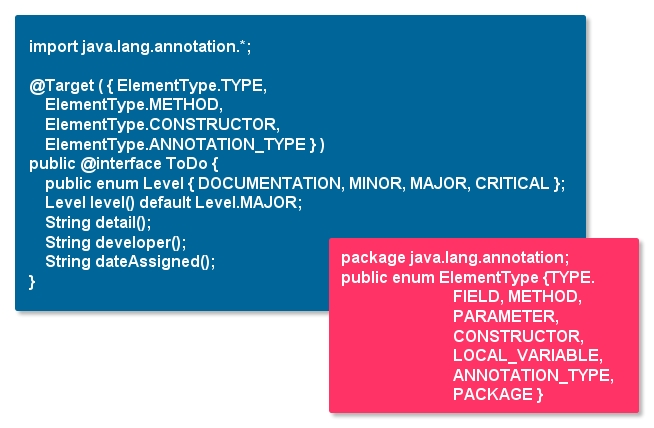 import java.lang.annotation.*;
@Target ( { ElementType.TYPE,
ElementType.METHOD,
ElementType.CONSTRUCTOR,
ElementType.ANNOTATION_TYPE } )
public @interface ToDo {
public enum Level { DOCUMENTATION, MINOR, MAJOR, CRITICAL };
Level level() default Level.MAJOR;
String detail();
String developer();
String dateAssigned();
}
package java.lang.annotation;
public enum ElementType {TYPE.
FIELD, METHOD,
PARAMETER,
CONSTRUCTOR,
LOCAL_VARIABLE,
ANNOTATION_TYPE,
PACKAGE }